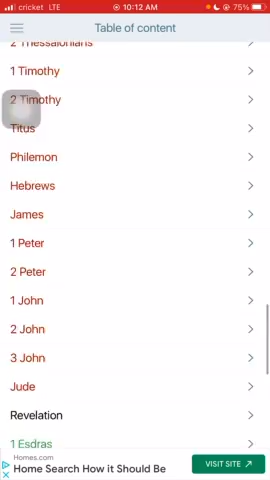 cricket LTE 10:12 AM 75%
Table of content
2 Thessalonians
1 Timothy
2 Timothy
Titus
Philemon
Hebrews
James
1 Peter
2 Peter
1 John
2 John
3 John
Jude
Revelation
1 Esdras
Homes.com
Home Search How it Should Be
VISIT SITE